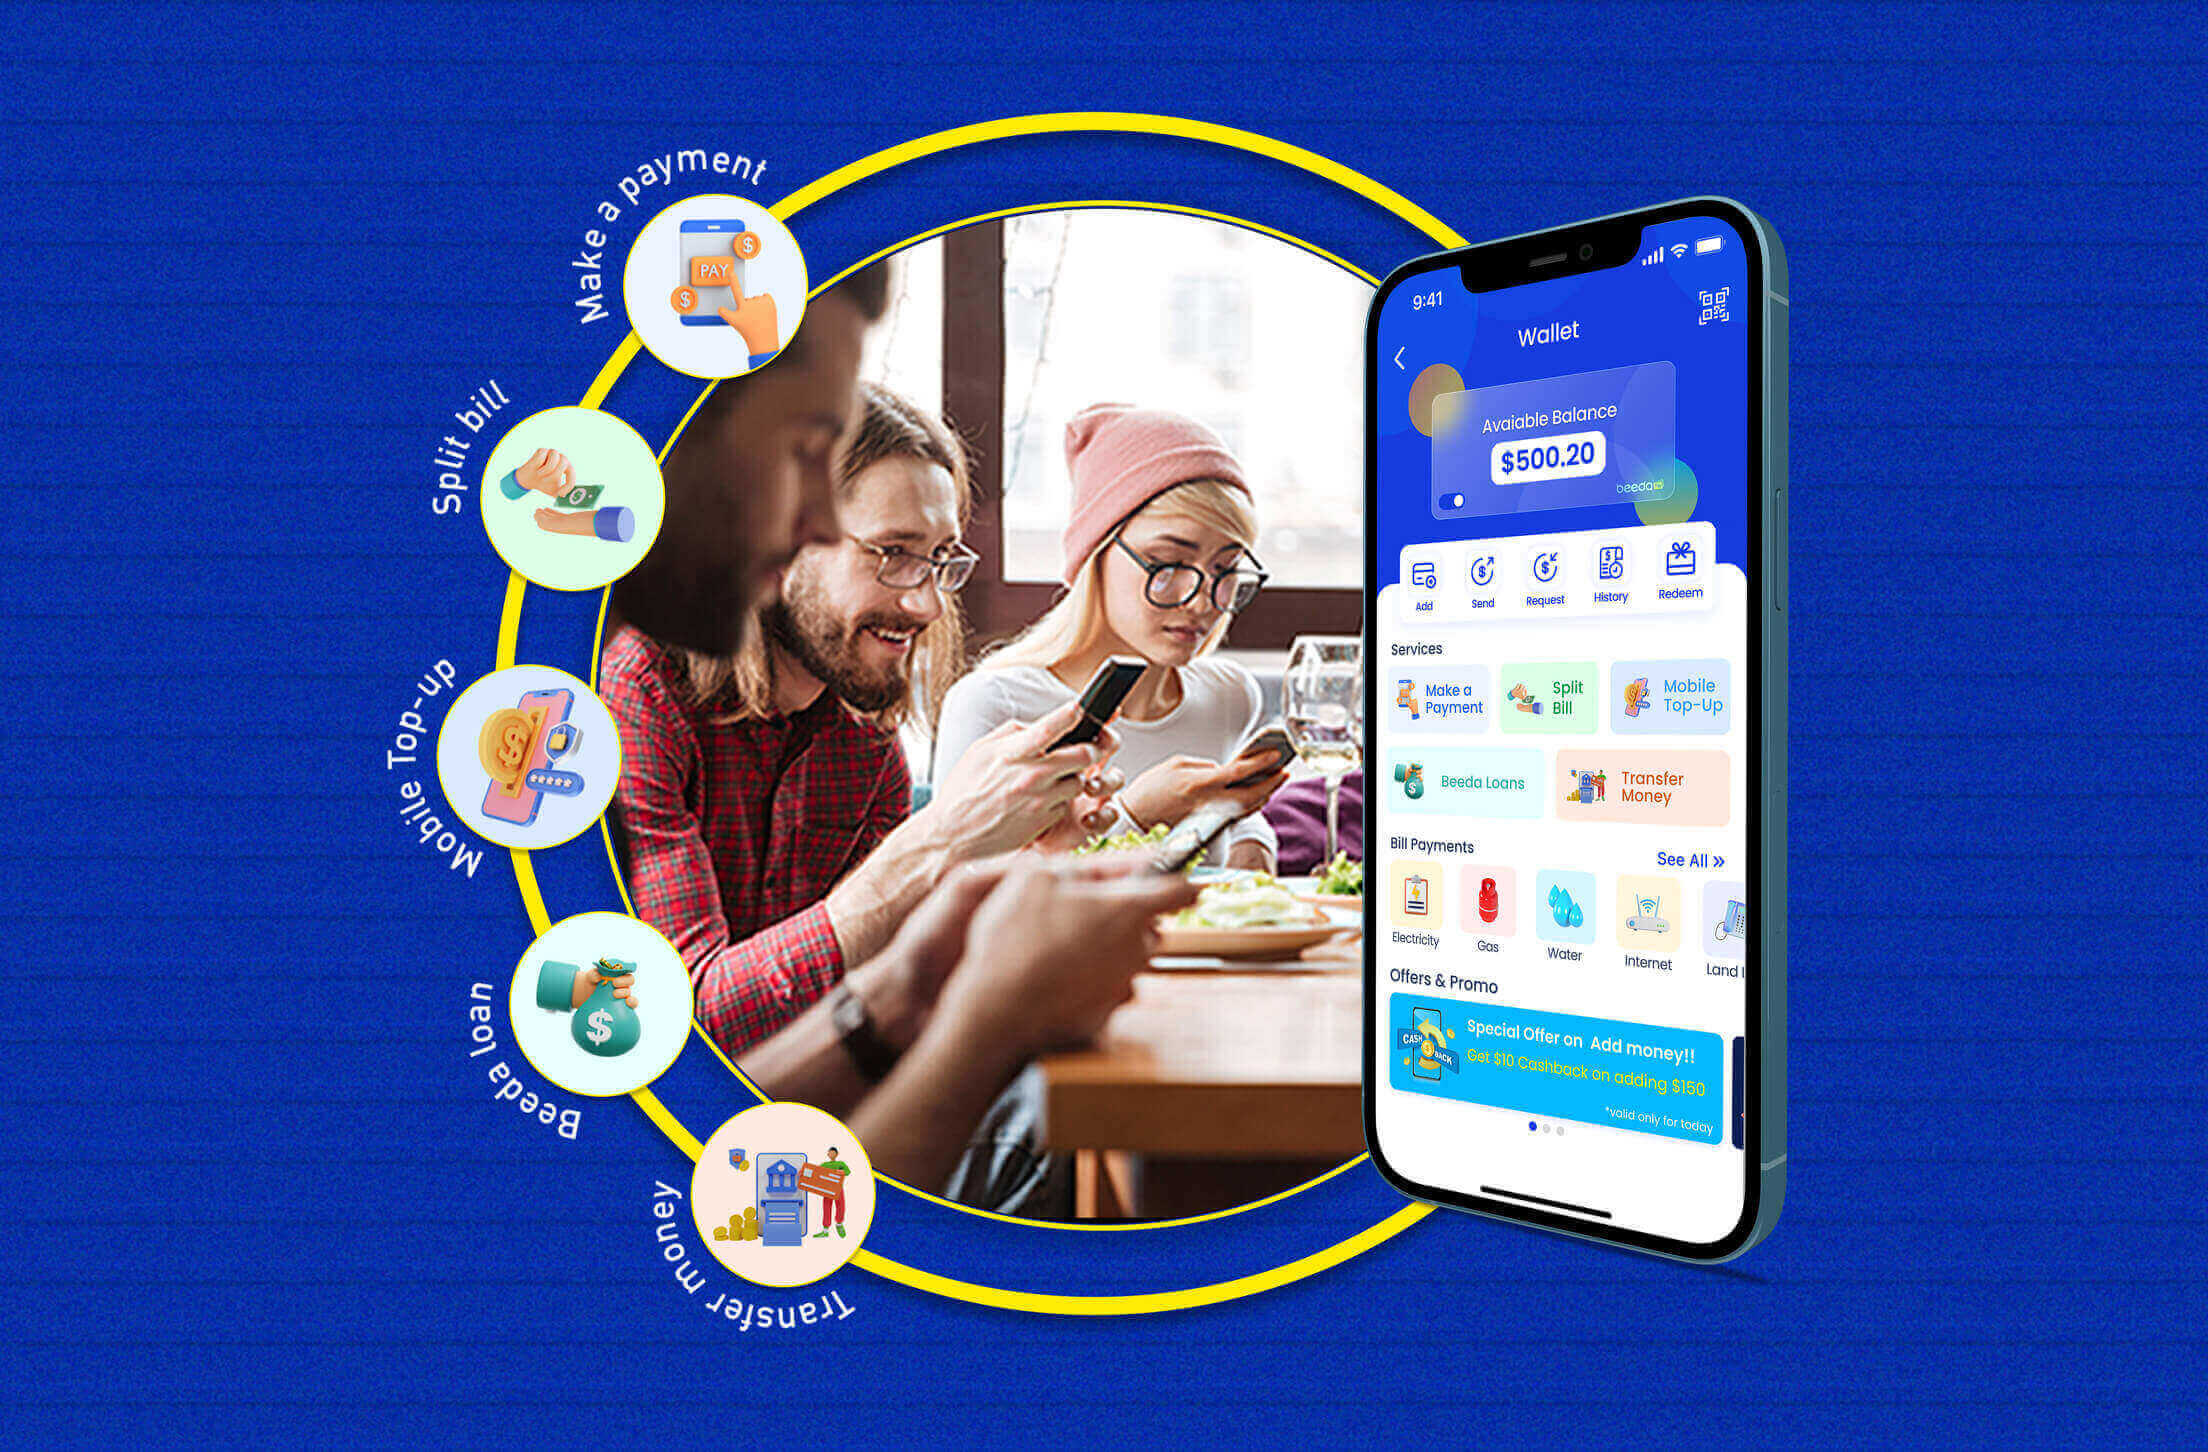 Make a payment
PAY
Split bill
Mobile Top-up
Beeda loan
Transfer money
9:41
Wallet
Avaiable Balance
$500.20
beeda
Add
Send
Request
History
Redeem
Services
Make a
Payment
Split
Bill
Mobile
Top-Up
Beeda Loans
Transfer
Money
Bill Payments
See All »
Electricity
Gas
Water
Internet
Land
Offers & Promo
CASH
BACK
Special Offer on Add money!!
Get $10 Cashback on adding $150
*valid only for today